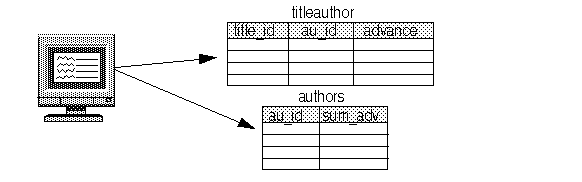 titleauthor
title_id au_id advance
authors
au_id sum_adv